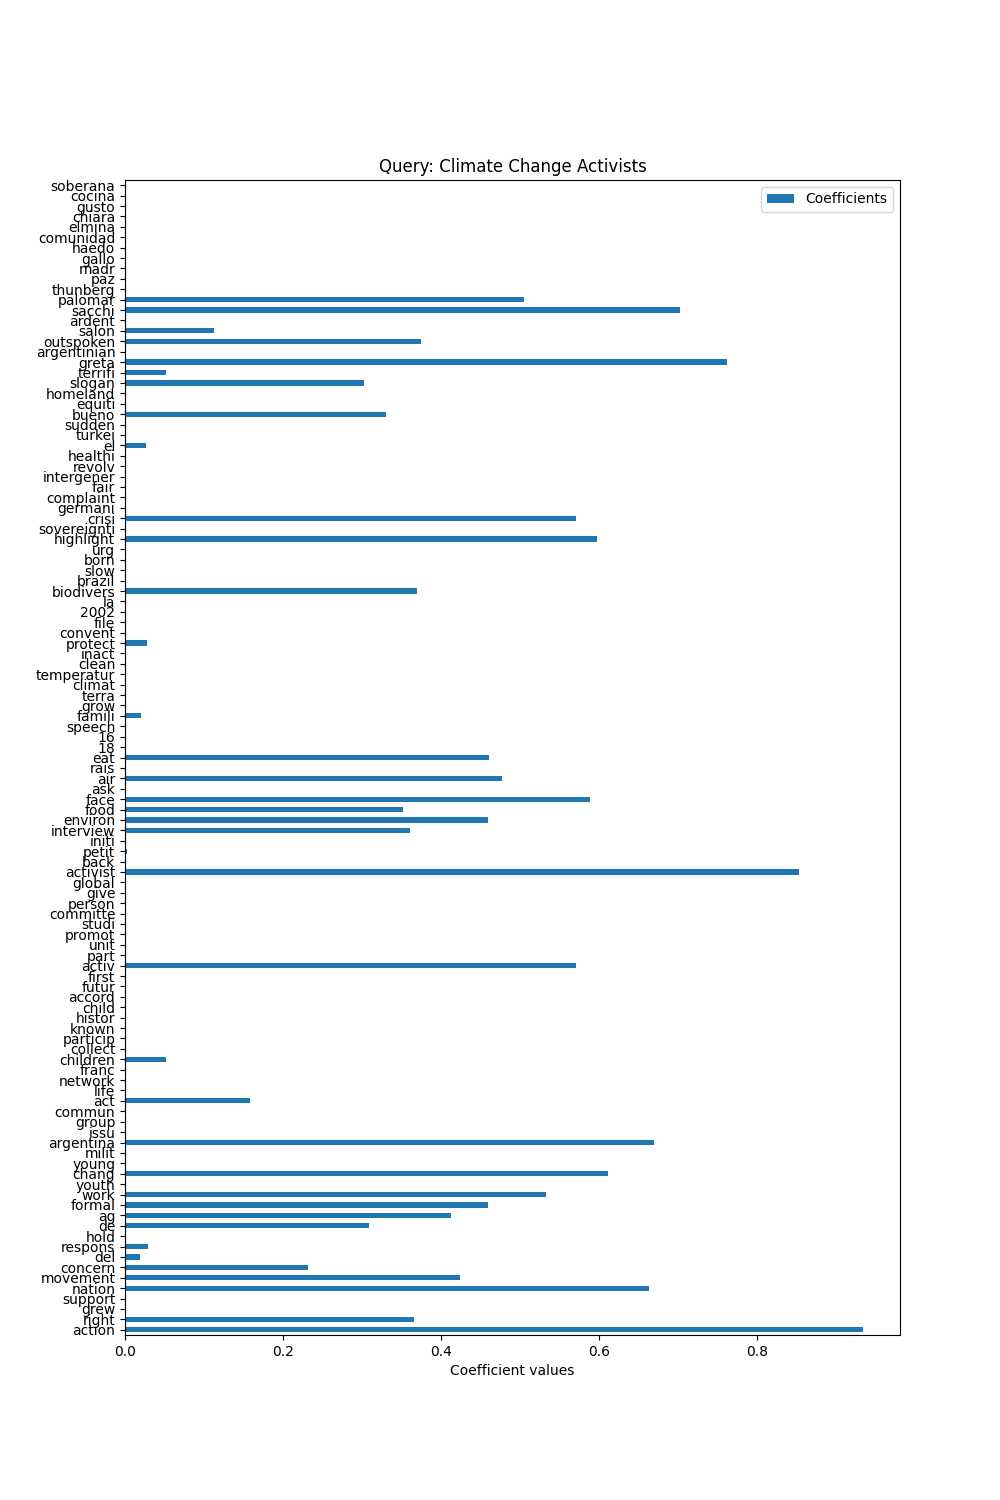 Query: Climate Change Activists
Coefficients
soberana
cocina
gusto
chiara
elmina
comunidad
haedo
gallo
madr
paz
thunberg
palomar
sacchi
ardent
salon
outspoken
argentinian
greta
terrifi
slogan
homeland
equiti
bueno
sudden
turkei
el
healthi
revolv
intergener
fair
complaint
germani
crisi
sovereignti
highlight
urg
born
slow
brazil
biodivers
la
2002
file
convent
protect
inact
clean
temperatur
climat
terra
grow
famili
speech
16
18
eat
rais
air
ask
face
food
environ
interview
initi
petit
back
activist
global
give
person
committe
studi
promot
unit
part
activ
first
futur
accord
child
histor
known
particip
collect
children
franc
network
life
act
commun
group
issu
argentina
milit
young
chang
youth
work
formal
ag
de
hold
respons
del
concern
movement
nation
support
grew
right
action
0.0 0.2 0.4 0.6 0.8
Coefficient values